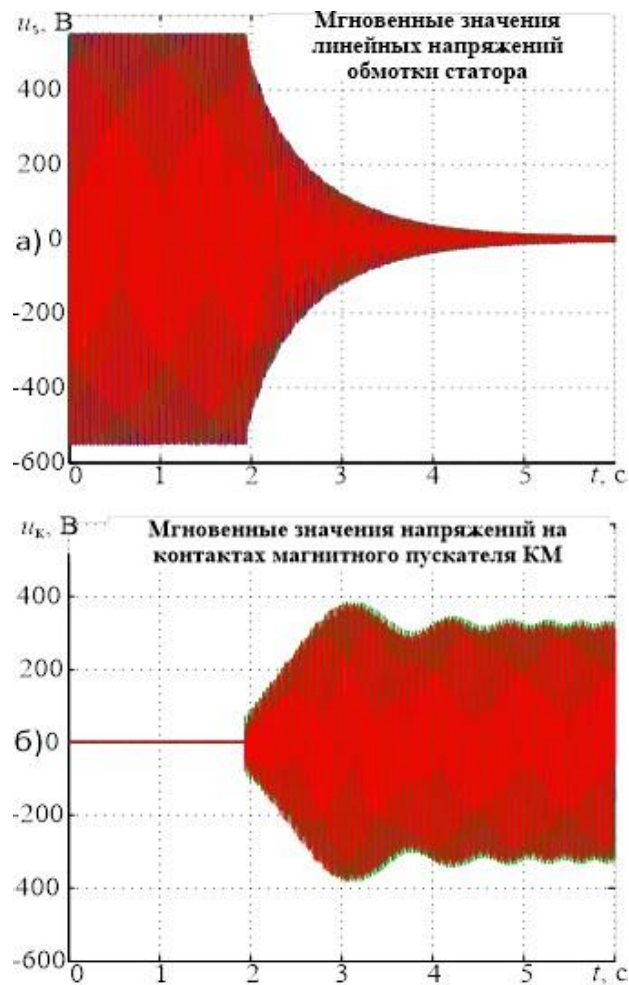 uₛ, В
Мгновенные значения
линейных напряжений
обмотки статора
400
200
а) 0
-200
-400
-600
0 1 2 3 4 5 t, с
uк, В
Мгновенные значения напряжений на
контактах магнитного пускателя КМ
400
200
б) 0
-200
-400
-600
0 1 2 3 4 5 t, с